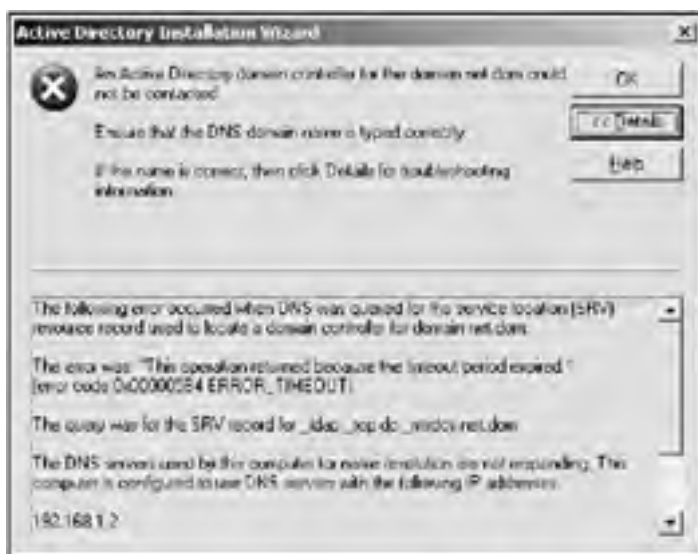 Active Directory Installation Wizard
An Active Directory domain controller for the domain net.dom could
not be contacted
Ensure that the DNS domain name is typed correctly.
If the name is correct, then click Details for troubleshooting
information.
OK
<< Details
Help
The following error occurred when DNS was queried for the service location (SRV)
resource record used to locate a domain controller for domain net.dom:
The error was: "This operation returned because the timeout period expired."
(error code 0x000005B4 ERROR_TIMEOUT)
The query was for the SRV record for _ldap._tcp.dc._msdcs.net.dom
The DNS servers used by this computer for name resolution are not responding. This
computer is configured to use DNS servers with the following IP addresses:
192.168.1.2